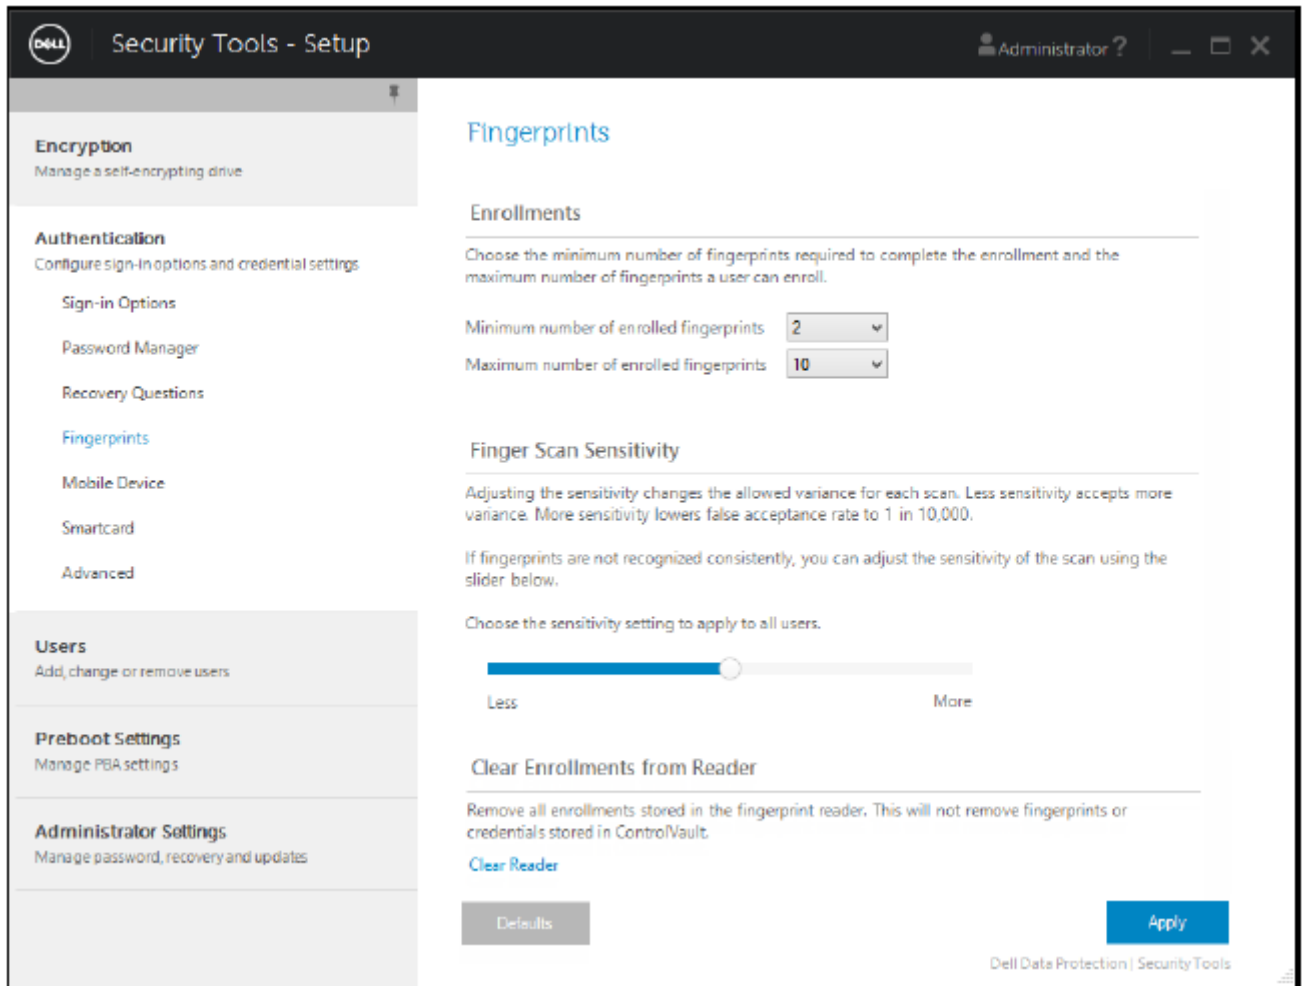 DELL
Security Tools - Setup
Administrator ?
Encryption
Manage a self-encrypting drive
Authentication
Configure sign-in options and credential settings
Sign-in Options
Password Manager
Recovery Questions
Fingerprints
Mobile Device
Smartcard
Advanced
Users
Add, change or remove users
Preboot Settings
Manage PBA settings
Administrator Settings
Manage password, recovery and updates
Fingerprints
Enrollments
Choose the minimum number of fingerprints required to complete the enrollment and the
maximum number of fingerprints a user can enroll.
Minimum number of enrolled fingerprints 2
Maximum number of enrolled fingerprints 10
Finger Scan Sensitivity
Adjusting the sensitivity changes the allowed variance for each scan. Less sensitivity accepts more
variance. More sensitivity lowers false acceptance rate to 1 in 10,000.
If fingerprints are not recognized consistently, you can adjust the sensitivity of the scan using the
slider below.
Choose the sensitivity setting to apply to all users.
Less More
Clear Enrollments from Reader
Remove all enrollments stored in the fingerprint reader. This will not remove fingerprints or
credentials stored in ControlVault.
Clear Reader
Defaults Apply
Dell Data Protection | Security Tools